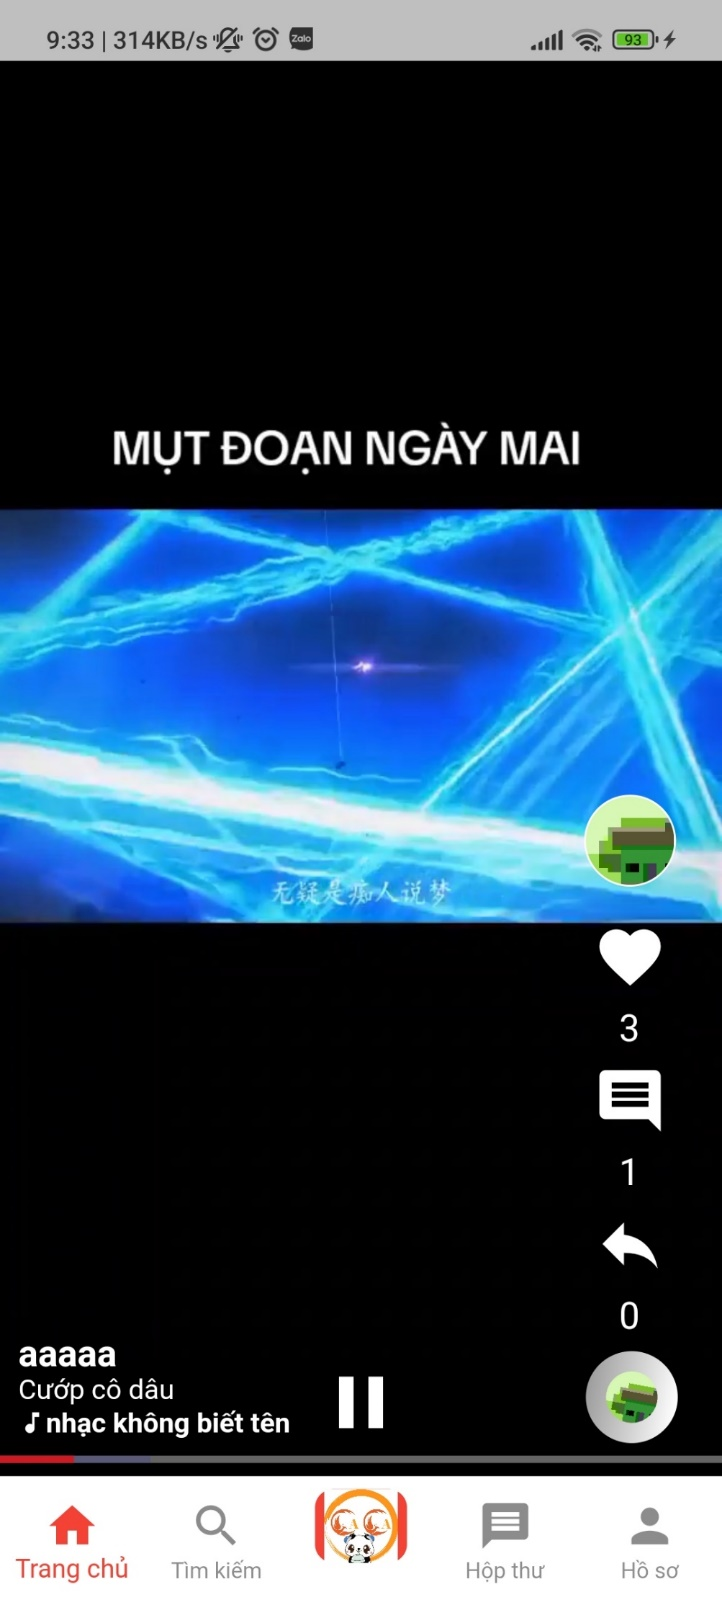 9:33 | 314KB/s Zalo 93
MỤT ĐOẠN NGÀY MAI
无疑是痴人说梦
3
1
0
aaaaa
Cướp cô dâu
nhạc không biết tên
Trang chủ
Tìm kiếm
Hộp thư
Hồ sơ